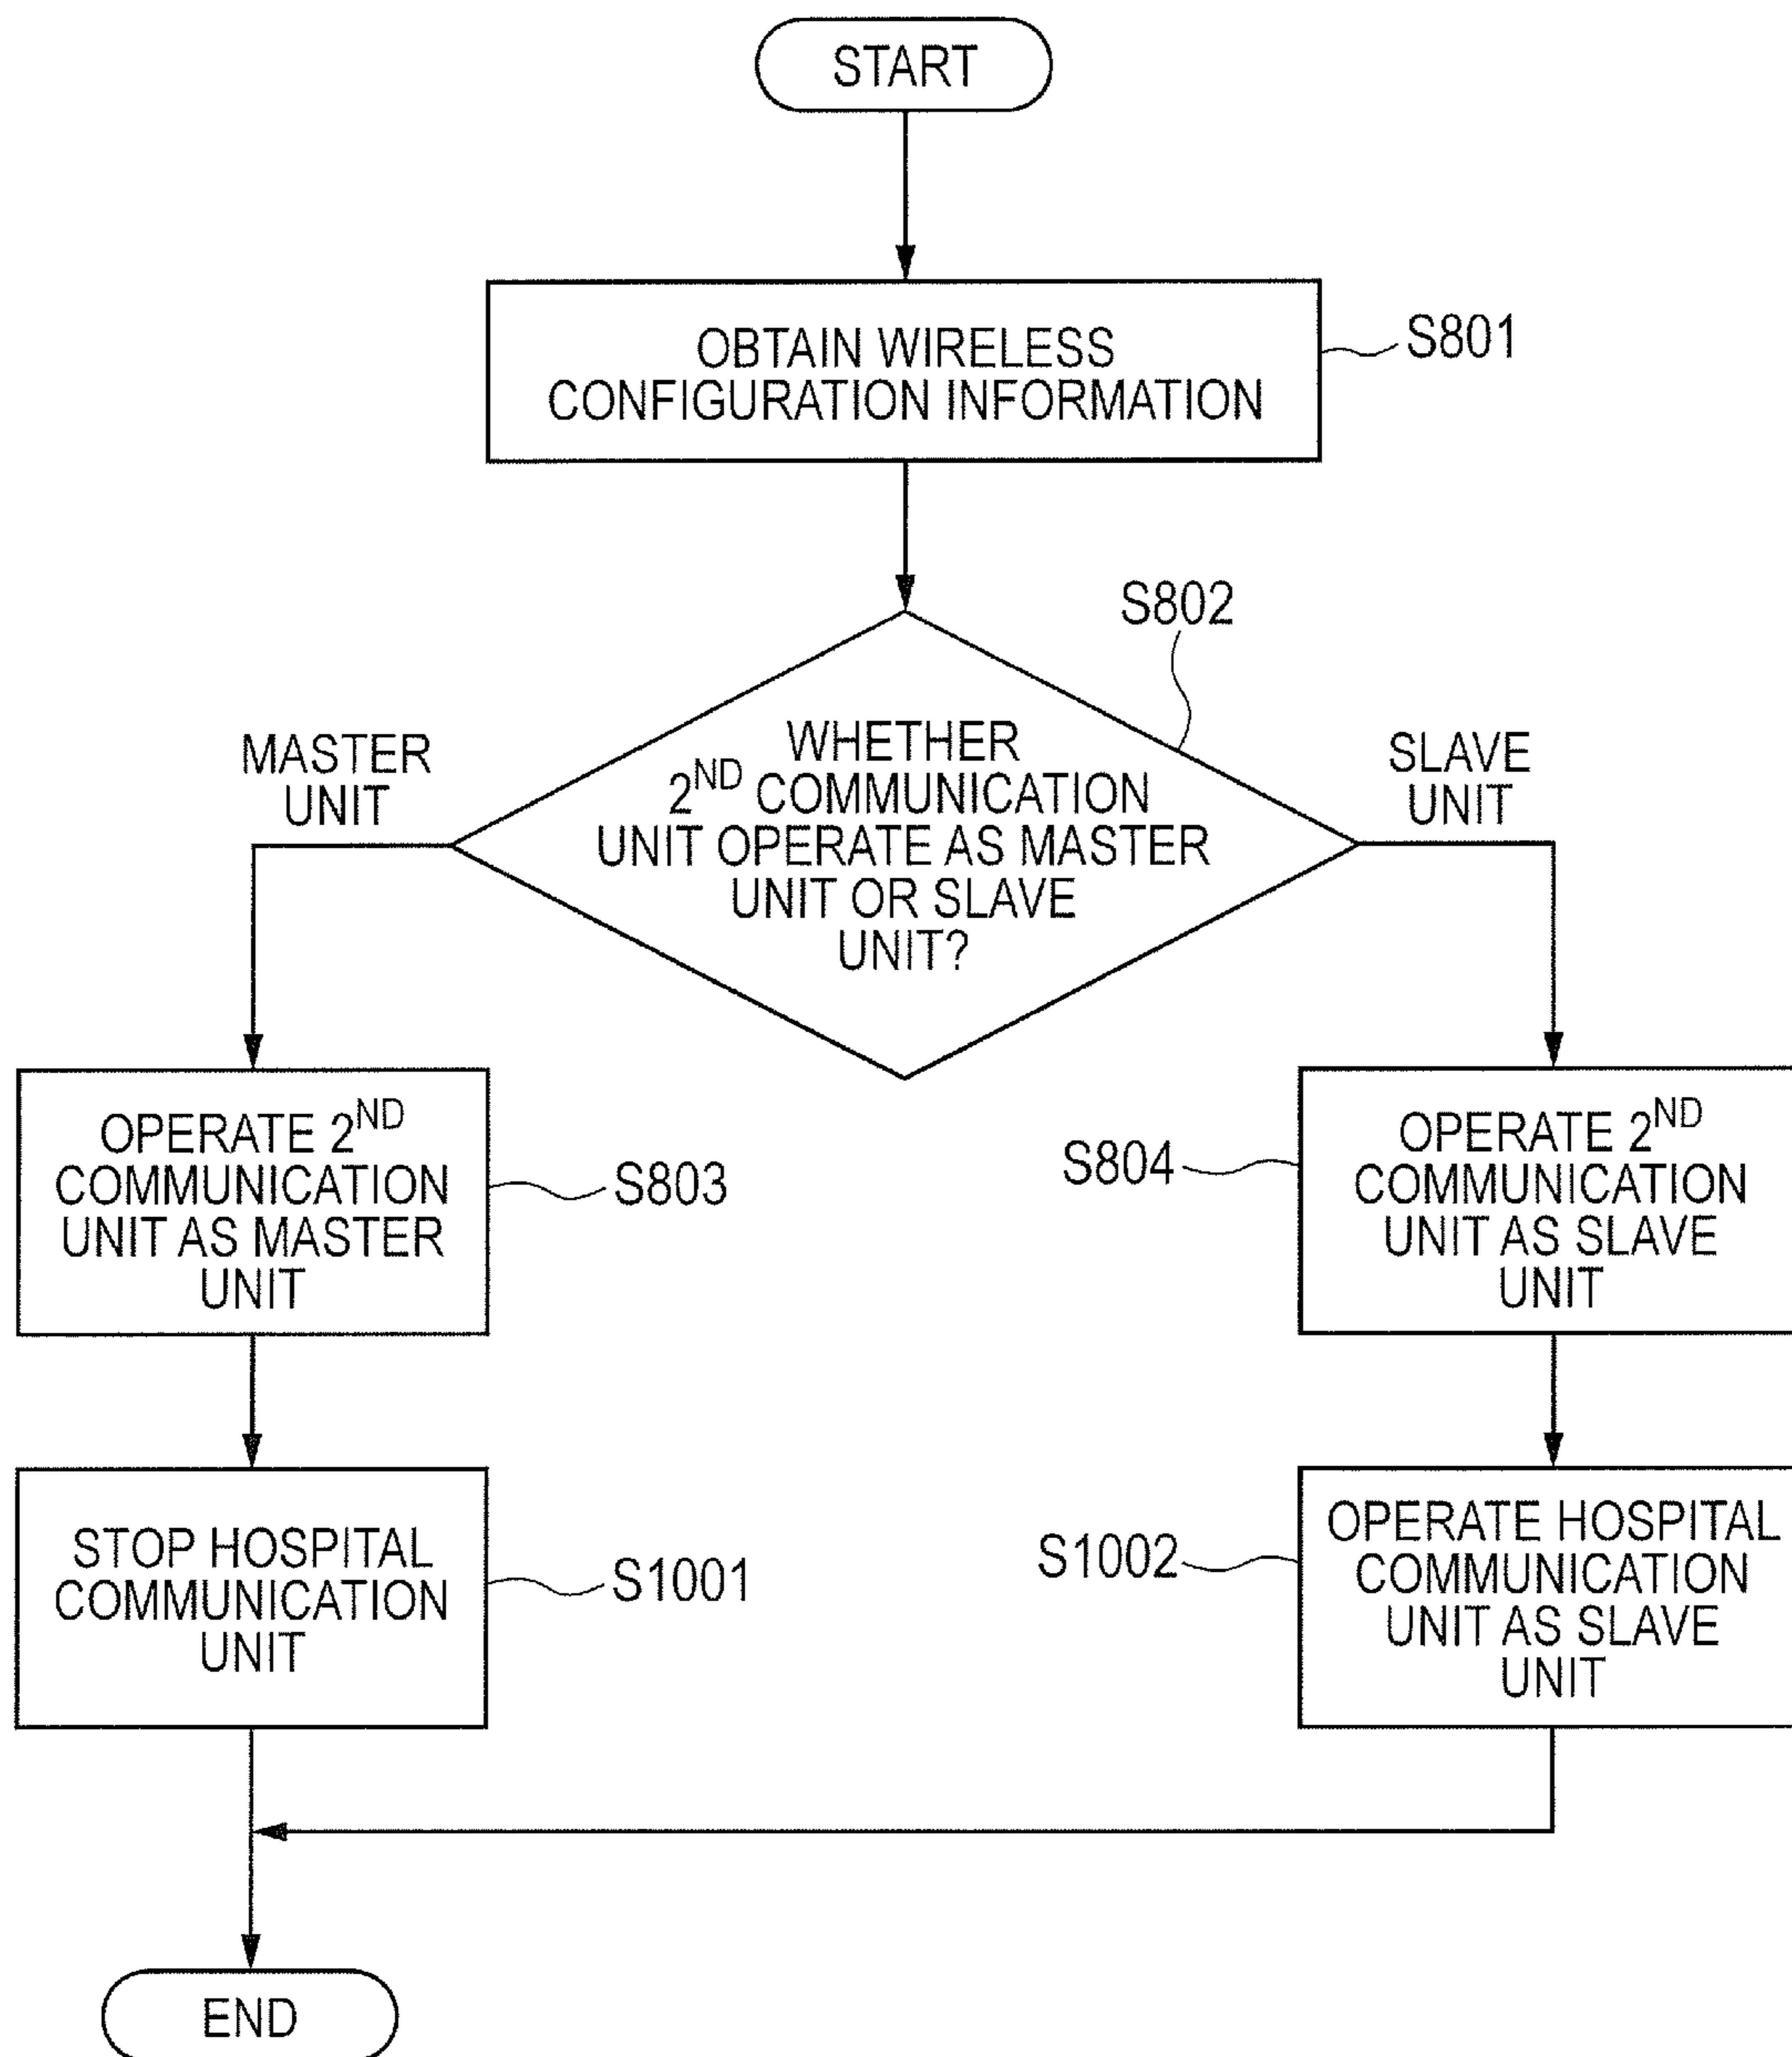 START
OBTAIN WIRELESS
CONFIGURATION INFORMATION
S801
S802
WHETHER
2ND COMMUNICATION
UNIT OPERATE AS MASTER
UNIT OR SLAVE
UNIT?
MASTER
UNIT
SLAVE
UNIT
OPERATE 2ND
COMMUNICATION
UNIT AS MASTER
UNIT
S803
S804
OPERATE 2ND
COMMUNICATION
UNIT AS SLAVE
UNIT
STOP HOSPITAL
COMMUNICATION
UNIT
S1001
S1002
OPERATE HOSPITAL
COMMUNICATION
UNIT AS SLAVE
UNIT
END